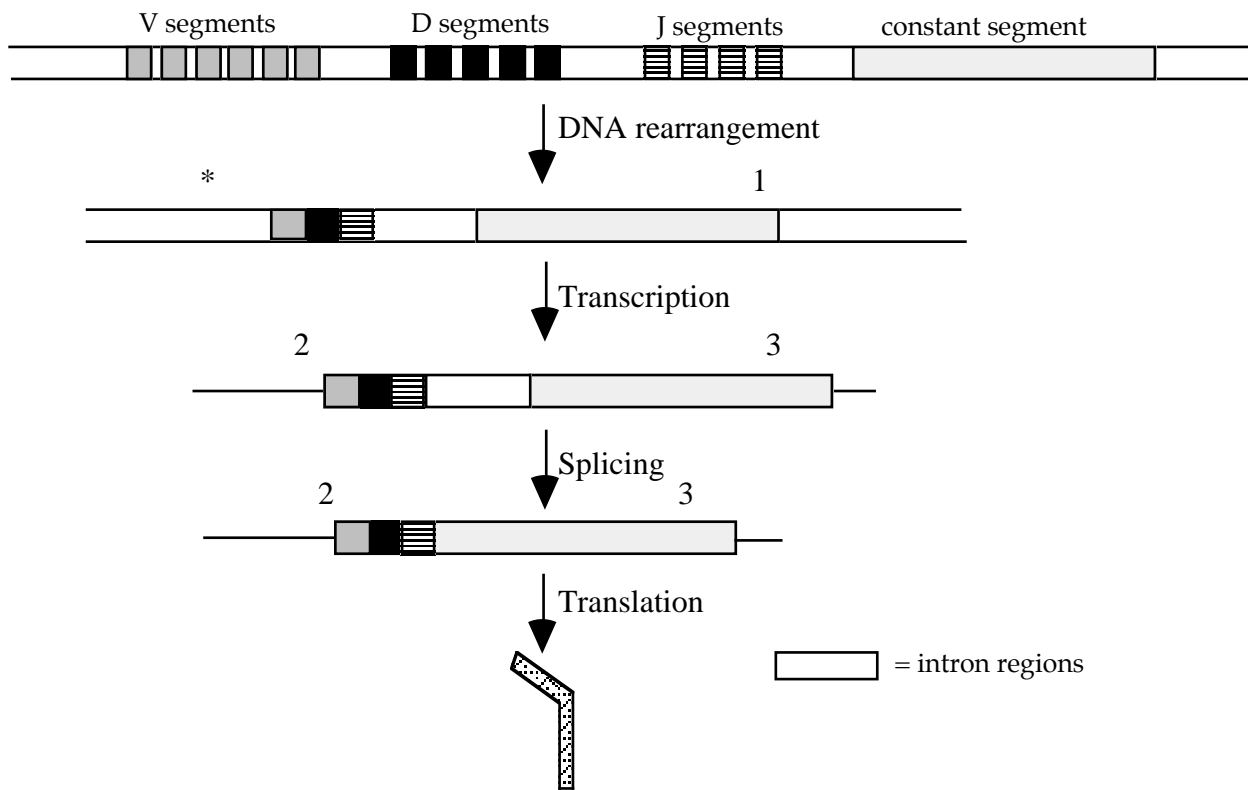 V segments D segments J segments constant segment
DNA rearrangement
* 1
Transcription
2 3
Splicing
2 3
Translation
= intron regions